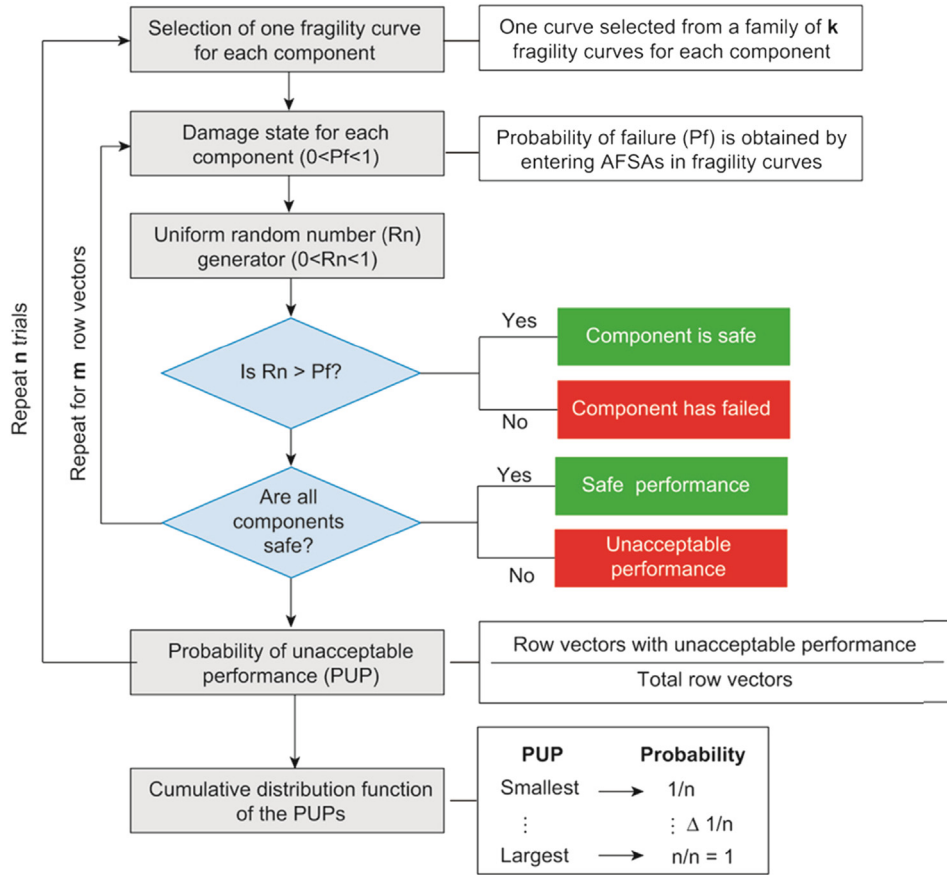 Selection of one fragility curve
for each component
One curve selected from a family of k
fragility curves for each component
Damage state for each
component (0<Pf<1)
Probability of failure (Pf) is obtained by
entering AFSAs in fragility curves
Uniform random number (Rn)
generator (0<Rn<1)
Repeat n trials
Repeat for m row vectors
Is Rn > Pf?
Yes
Component is safe
No
Component has failed
Are all
components
safe?
Yes
Safe performance
No
Unacceptable
performance
Probability of unacceptable
performance (PUP)
Row vectors with unacceptable performance
Total row vectors
Cumulative distribution function
of the PUPs
PUP Probability
Smallest → 1/n
⋮ ⋮ Δ 1/n
Largest → n/n = 1